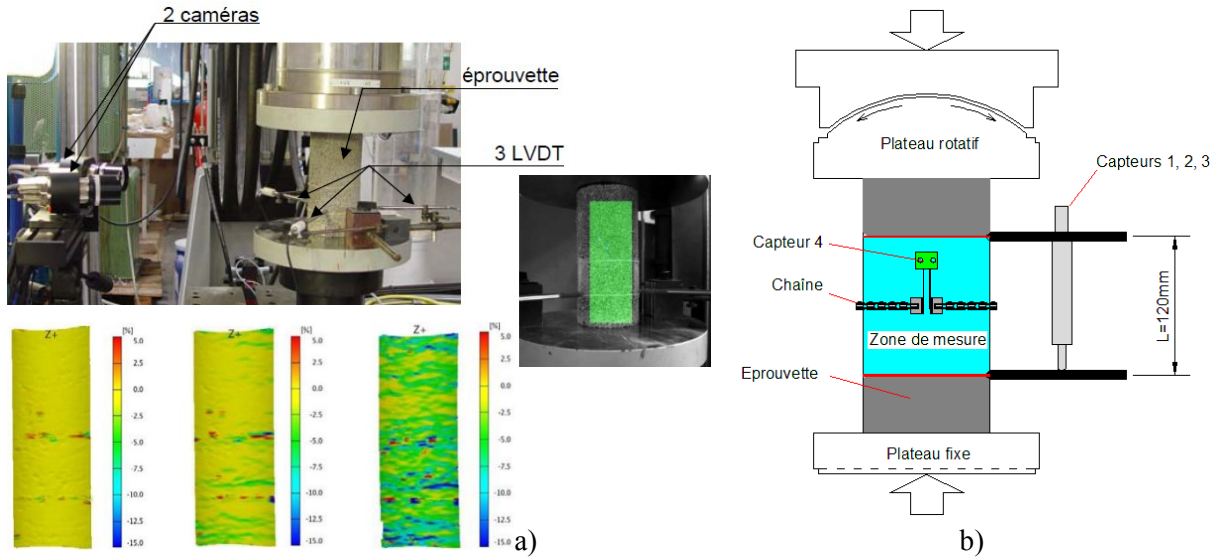 2 caméras
éprouvette
3 LVDT
Z+
[%]
5.0
2.5
0.0
-2.5
-5.0
-7.5
-10.0
-12.5
-15.0
Z+
[%]
5.0
2.5
0.0
-2.5
-5.0
-7.5
-10.0
-12.5
-15.0
Z+
[%]
5.0
2.5
0.0
-2.5
-5.0
-7.5
-10.0
-12.5
-15.0
a)
Plateau rotatif
Capteurs 1, 2, 3
Capteur 4
Chaîne
Zone de mesure
L=120mm
Eprouvette
Plateau fixe
b)